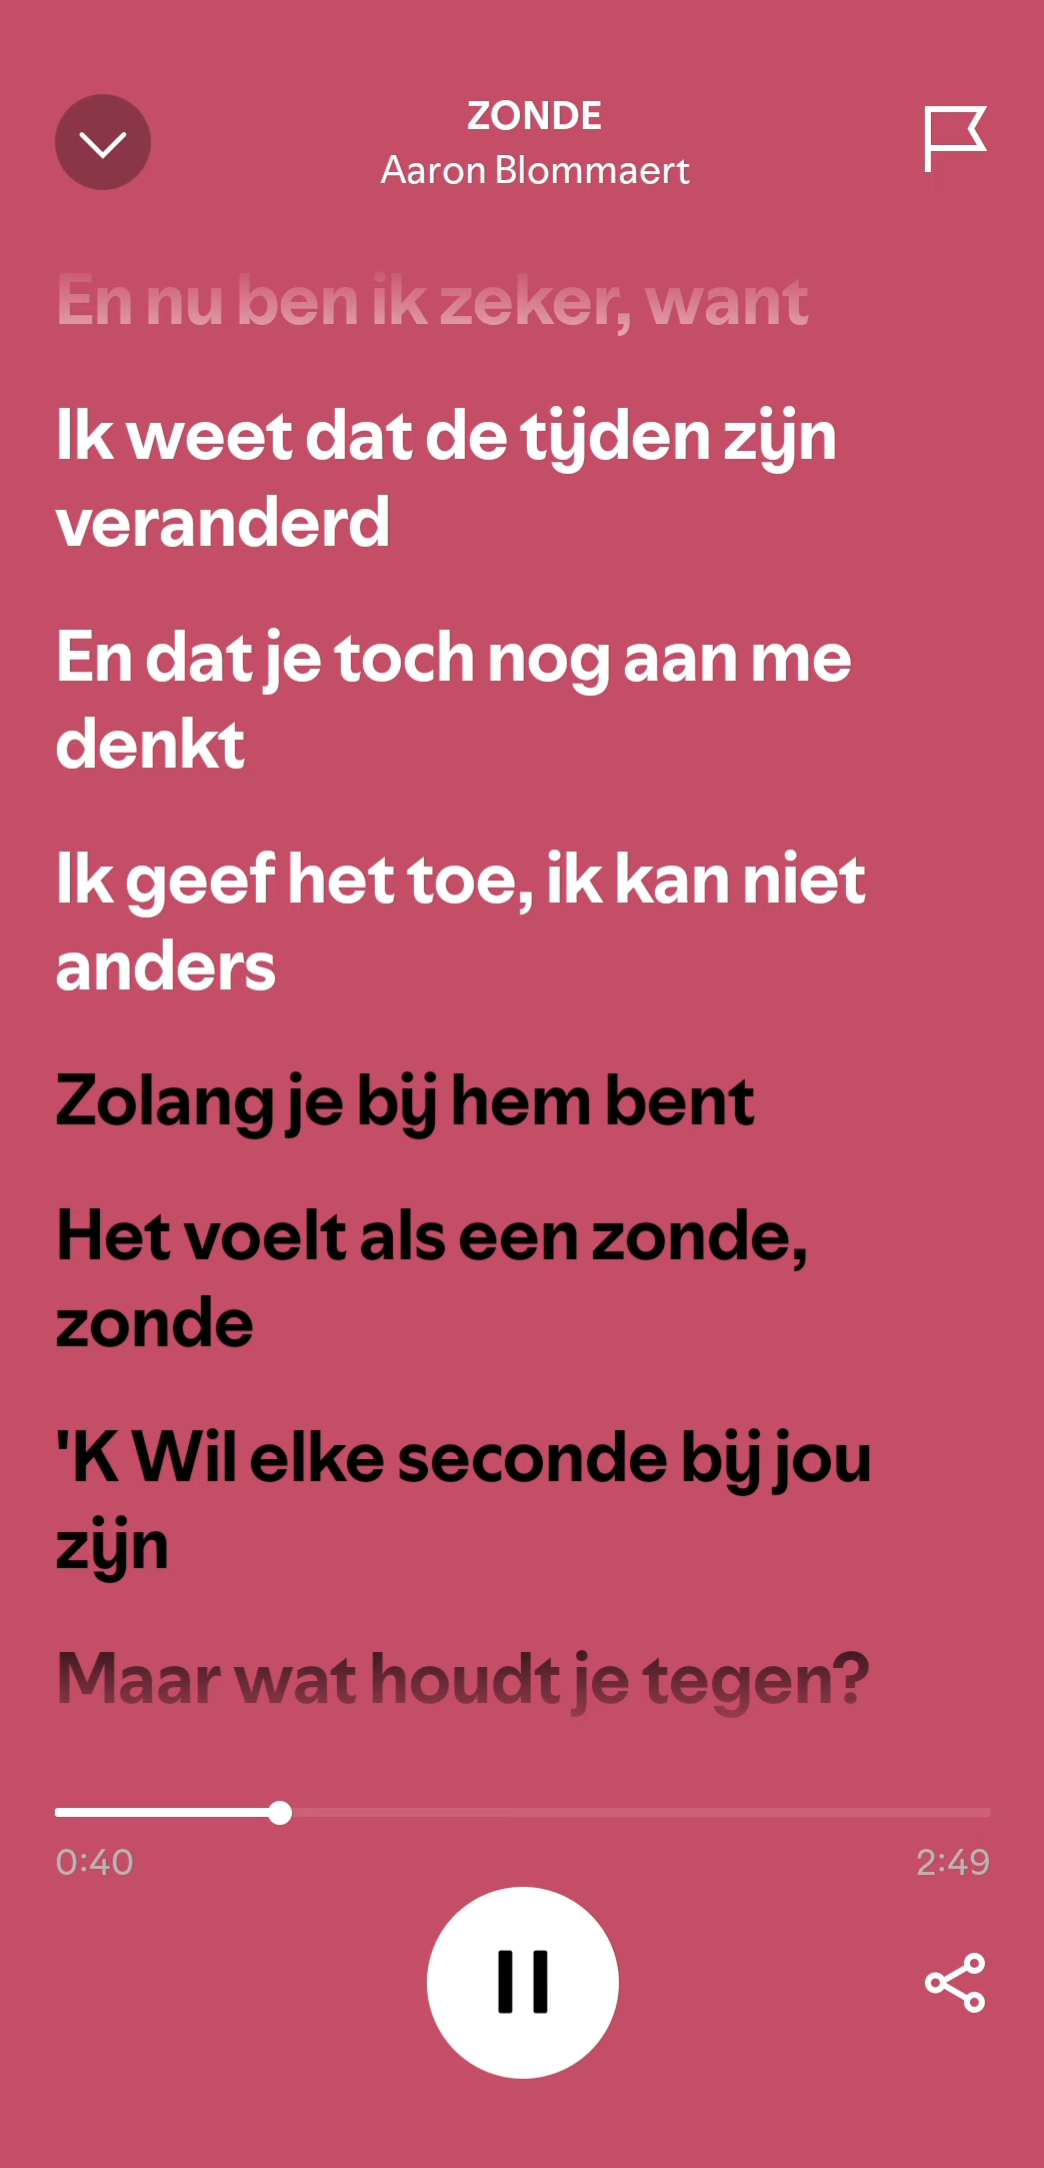 ZONDE
Aaron Blommaert
En nu ben ik zeker, want
Ik weet dat de tijden zijn
veranderd
En dat je toch nog aan me
denkt
Ik geef het toe, ik kan niet
anders
Zolang je bij hem bent
Het voelt als een zonde,
zonde
'K Wil elke seconde bij jou
zijn
Maar wat houdt je tegen?
0:40
2:49